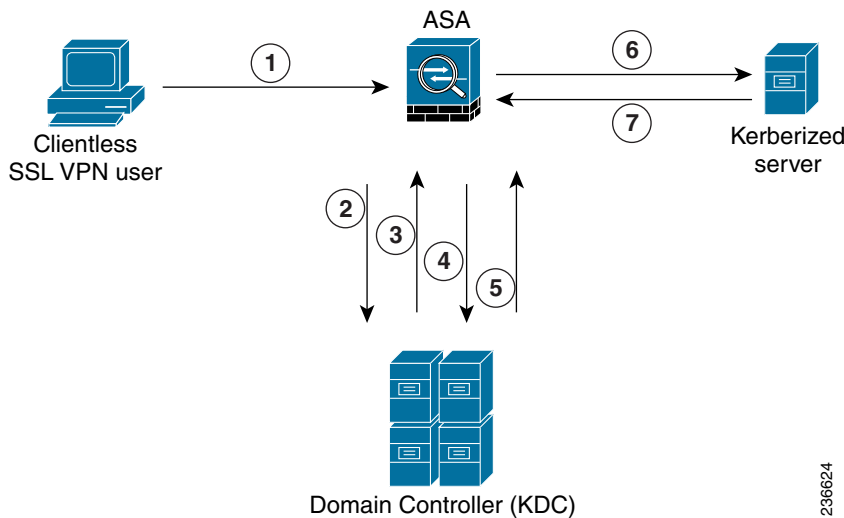 ASA
1
6
7
Clientless
SSL VPN user
Kerberized
server
2
3
4
5
Domain Controller (KDC)
236624